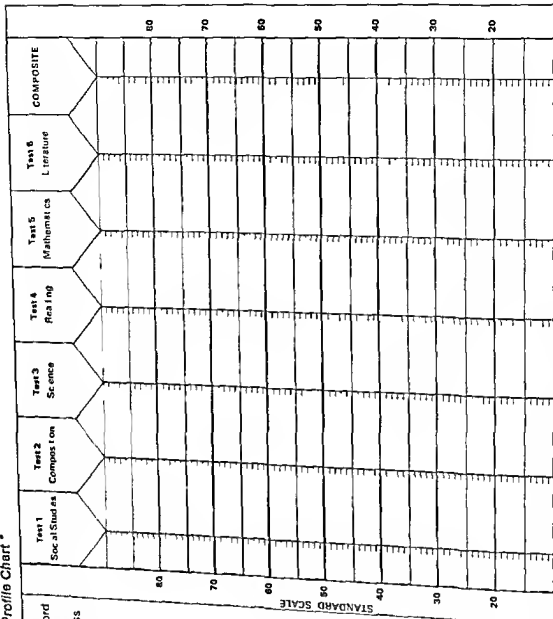 Profile Chart *
ord
ss
Test 1
Social Studies
Test 2
Composition
Test 3
Science
Test 4
Reading
Test 5
Mathematics
Test 6
Literature
COMPOSITE
80
70
60
50
40
30
20
STANDARD SCALE
80
70
60
50
40
30
20